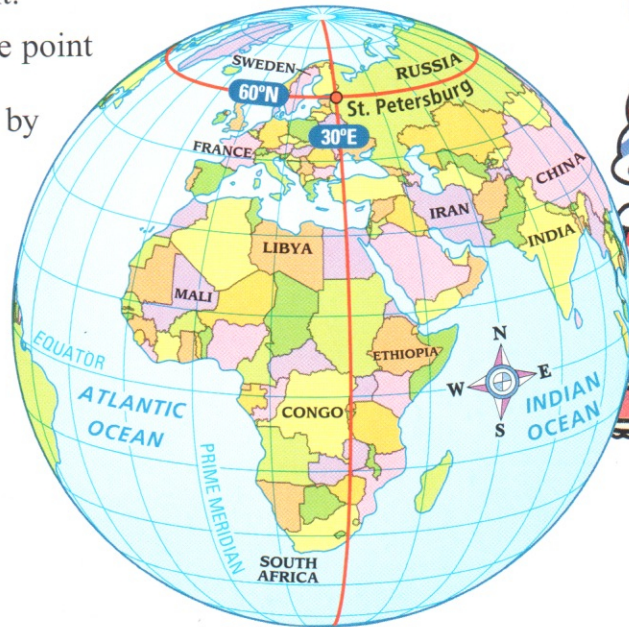 e point
by
SWEDEN
RUSSIA
60°N
St. Petersburg
30°E
FRANCE
CHINA
IRAN
INDIA
LIBYA
MALI
EQUATOR
ETHIOPIA
N
W
E
S
ATLANTIC
OCEAN
CONGO
INDIAN
OCEAN
PRIME MERIDIAN
SOUTH
AFRICA